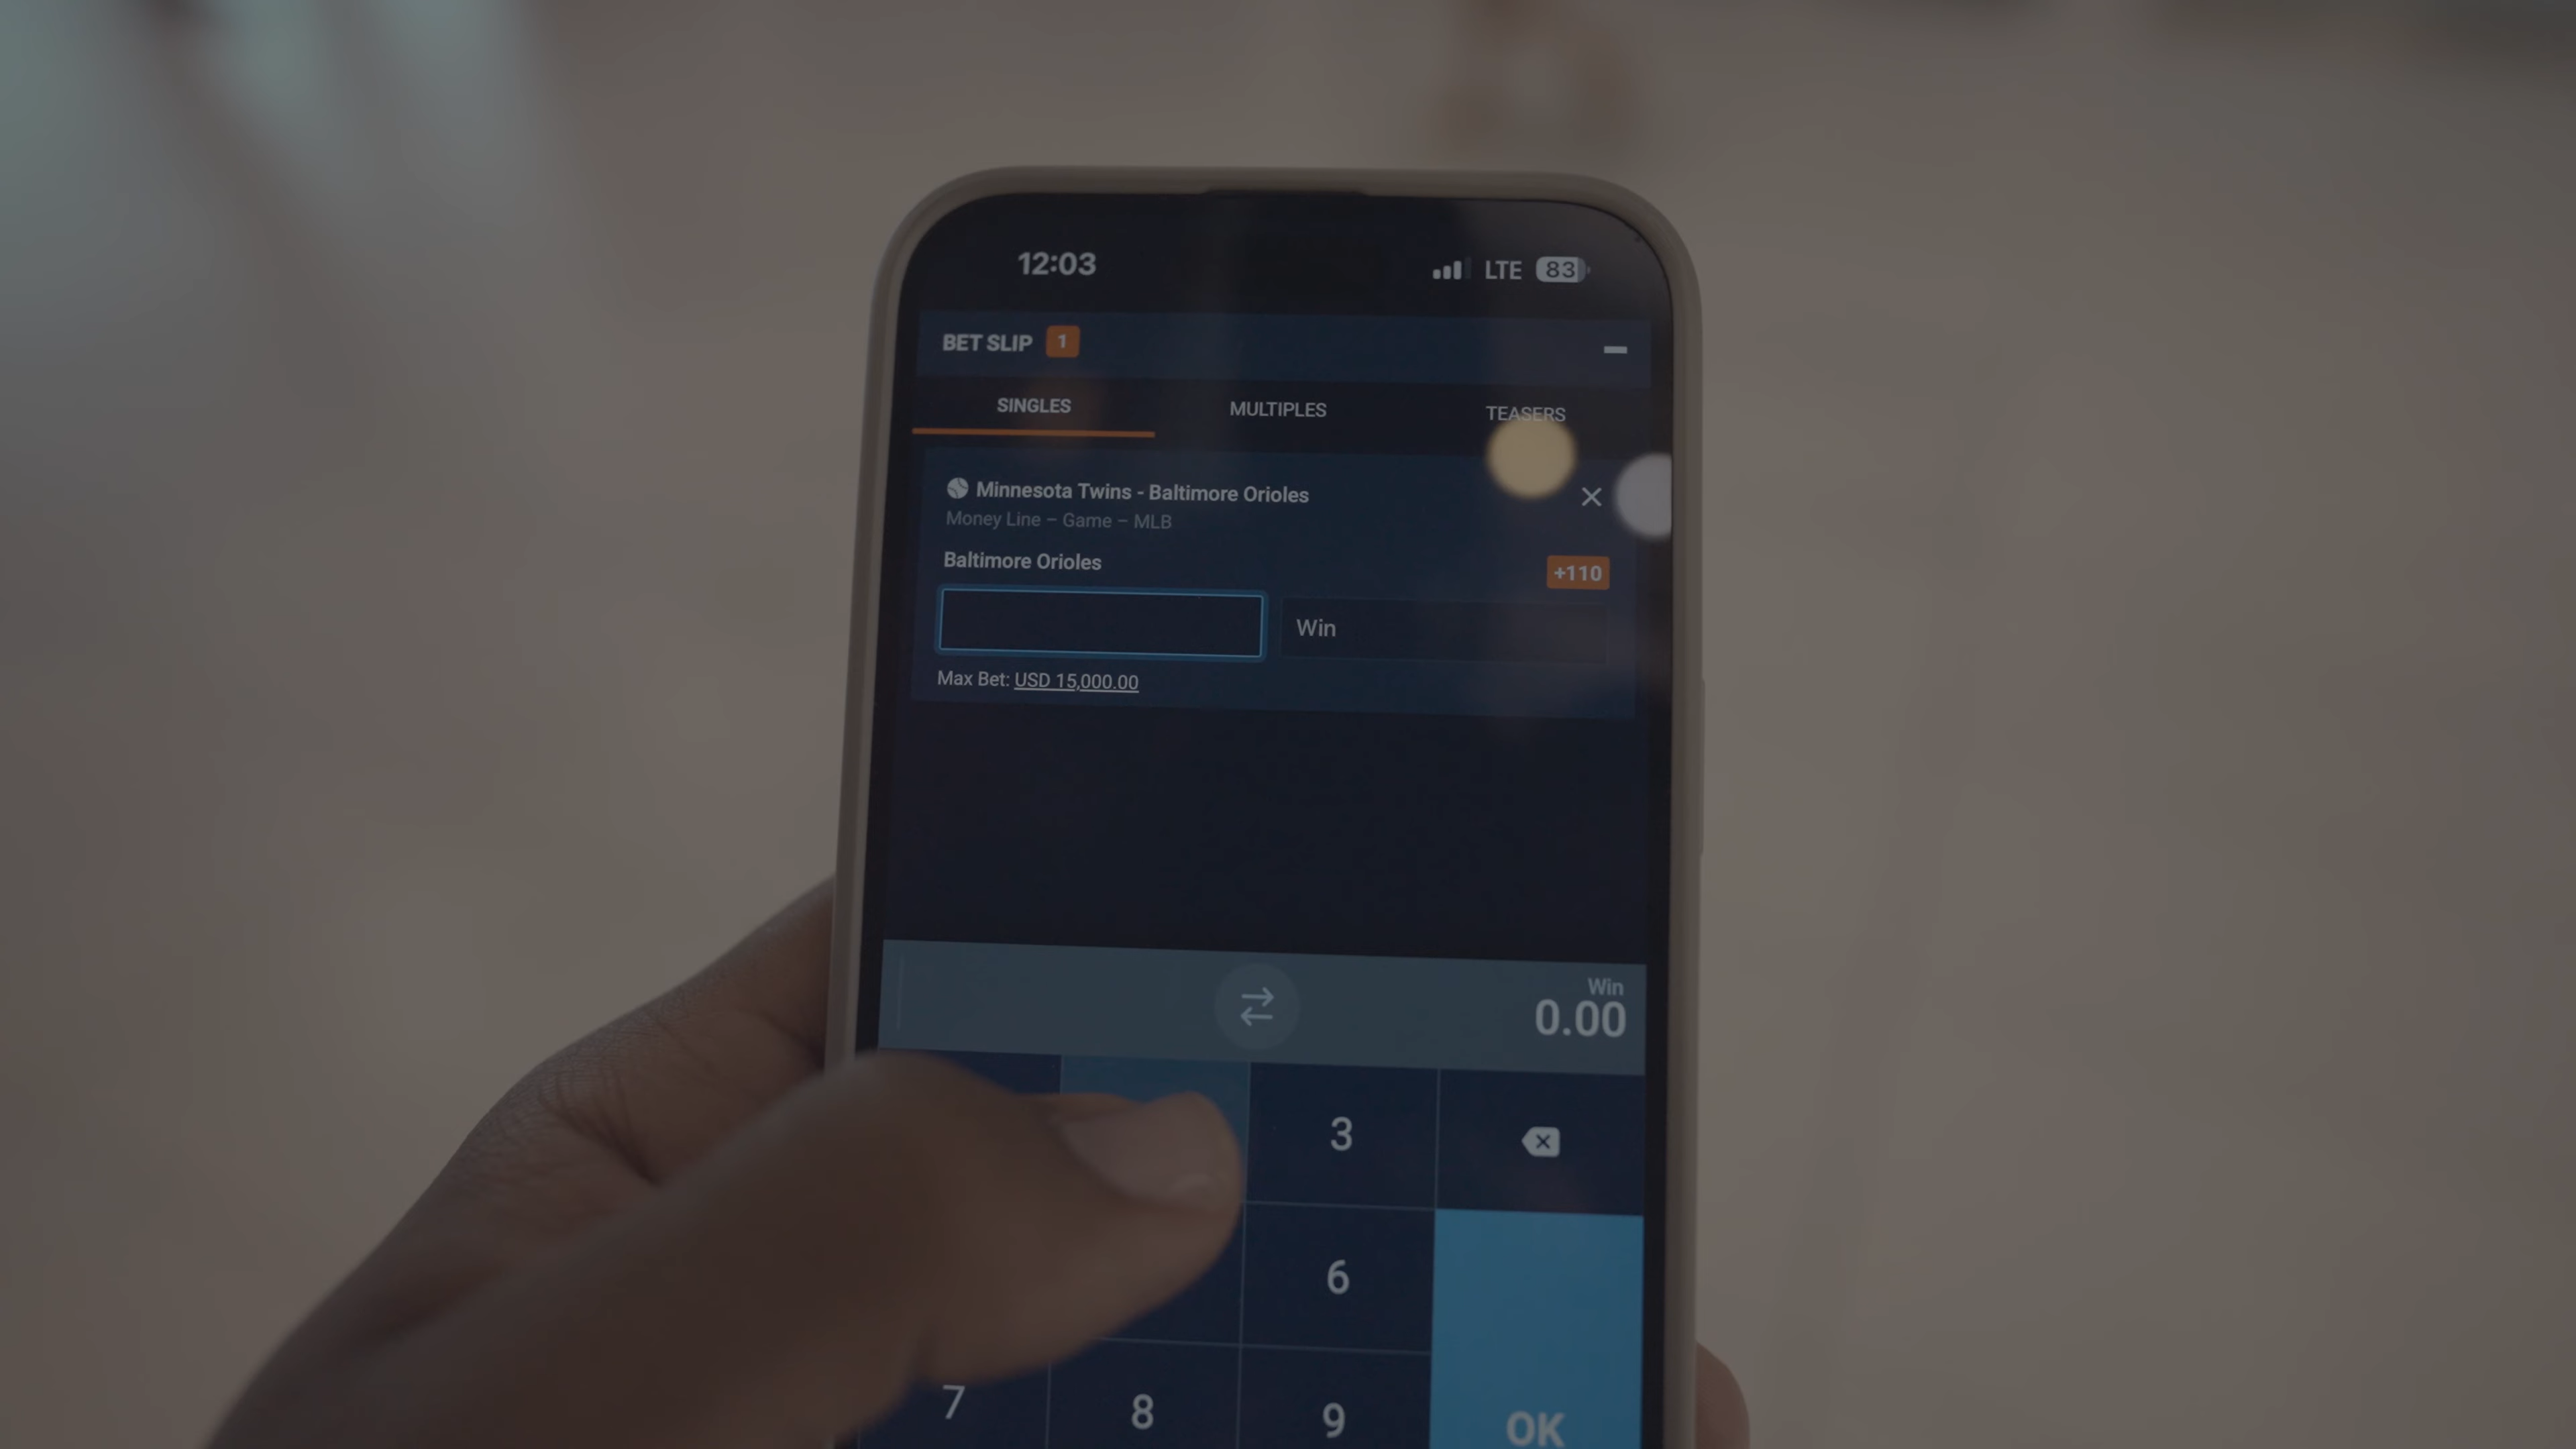 12:03
LTE 83
BET SLIP 1
SINGLES MULTIPLES TEASERS
Minnesota Twins - Baltimore Orioles
Money Line – Game – MLB
Baltimore Orioles +110
Win
Max Bet: USD 15,000.00
Win
0.00
3
6
7 8 9
OK